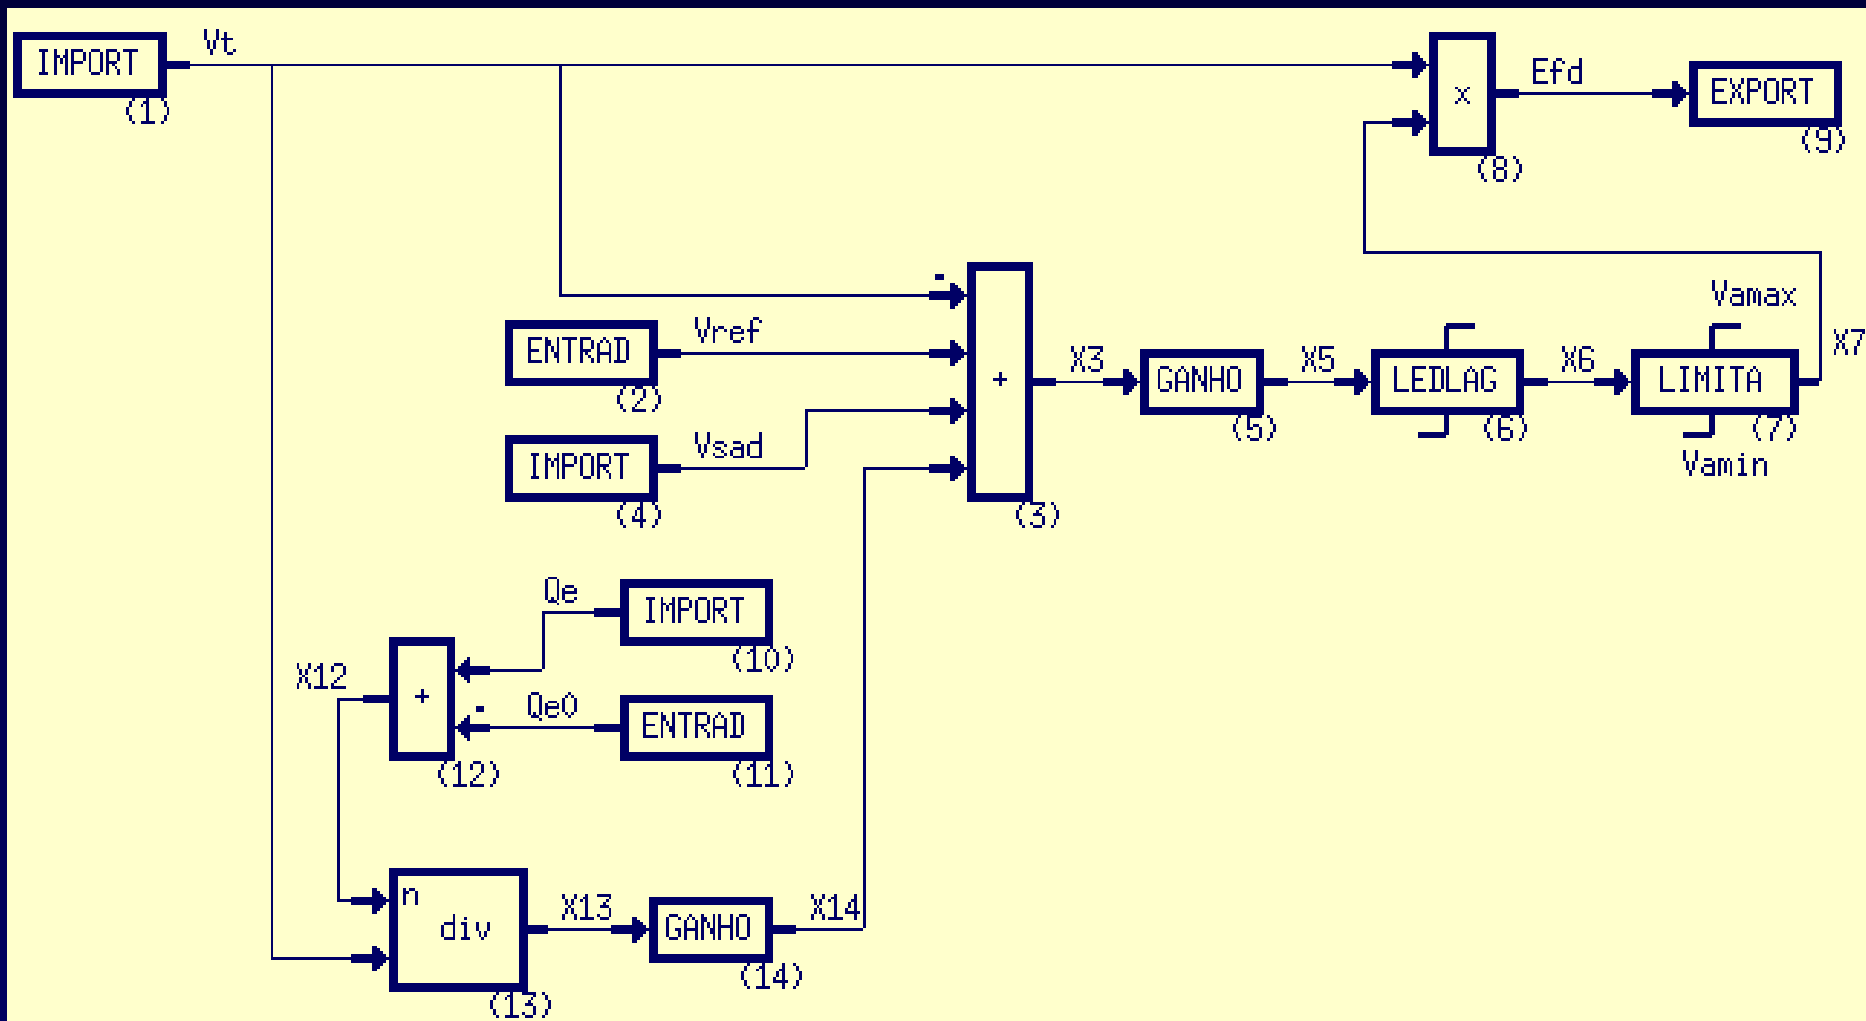 Vt
IMPORT
(1)
Efd
x
EXPORT
(9)
(8)
-
Vref
ENTRAD
(2)
Vsad
IMPORT
(4)
+
(3)
X3
GANHO
(5)
X5
LEDLAG
(6)
X6
Vamax
LIMITA
(7)
Vamin
X7
Qe
IMPORT
(10)
X12
+
-
Qe0
ENTRAD
(11)
(12)
n
div
(13)
X13
GANHO
(14)
X14